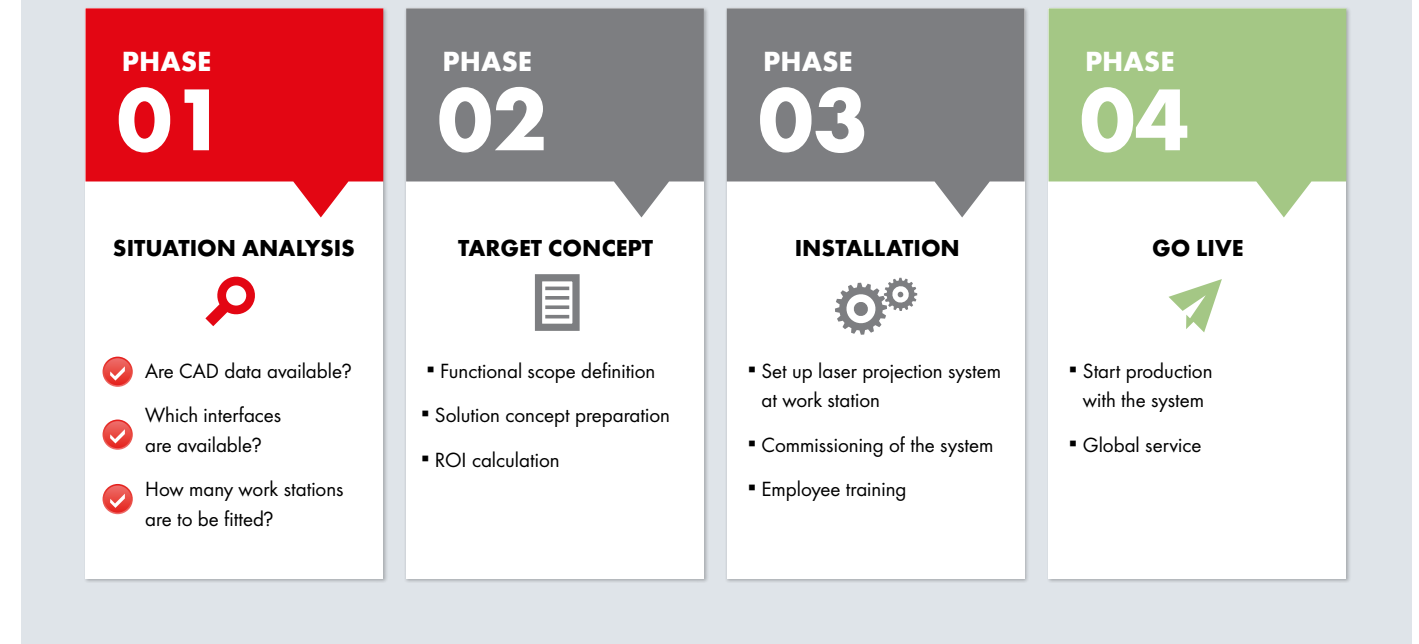 PHASE
01
SITUATION ANALYSIS
Are CAD data available?
Which interfaces
are available?
How many work stations
are to be fitted?
PHASE
02
TARGET CONCEPT
▪ Functional scope definition
▪ Solution concept preparation
▪ ROI calculation
PHASE
03
INSTALLATION
▪ Set up laser projection system
at work station
▪ Commissioning of the system
▪ Employee training
PHASE
04
GO LIVE
▪ Start production
with the system
▪ Global service